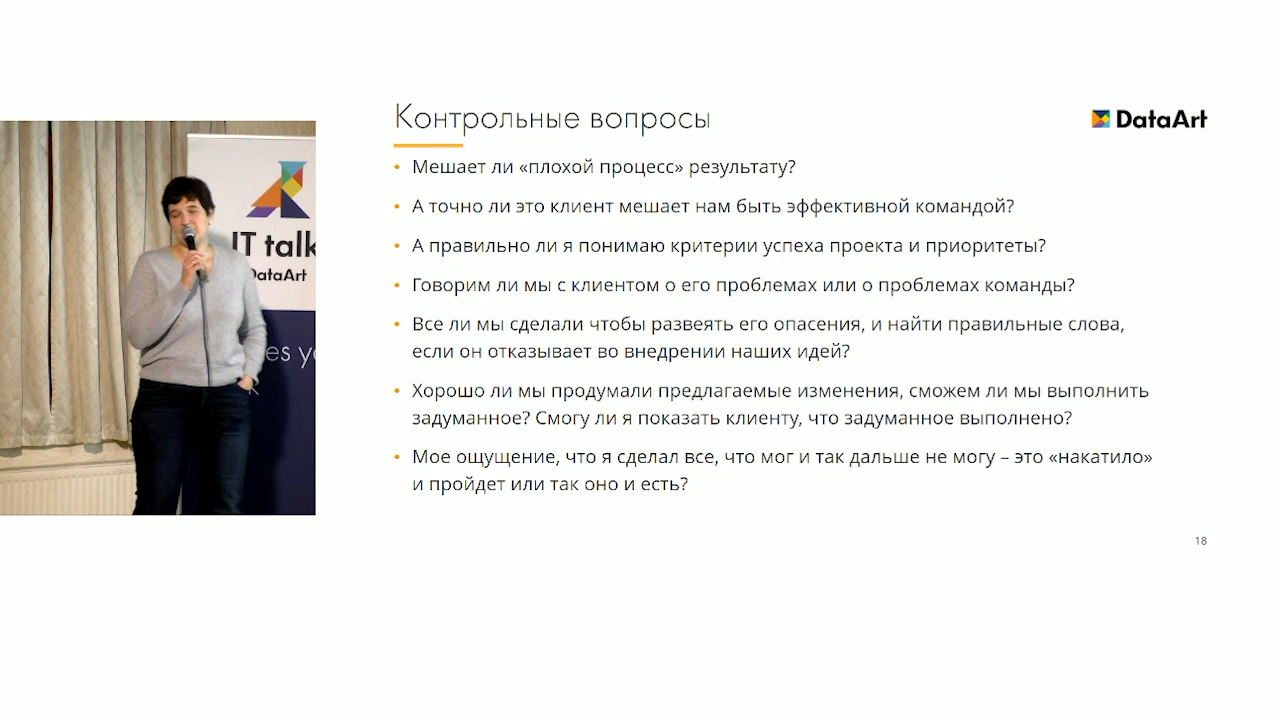 Контрольные вопросы
DataArt
• Мешает ли «плохой процесс» результату?
• А точно ли это клиент мешает нам быть эффективной командой?
• А правильно ли я понимаю критерии успеха проекта и приоритеты?
• Говорим ли мы с клиентом о его проблемах или о проблемах команды?
• Все ли мы сделали чтобы развеять его опасения, и найти правильные слова,
если он отказывает во внедрении наших идей?
• Хорошо ли мы продумали предлагаемые изменения, сможем ли мы выполнить
задуманное? Смогу ли я показать клиенту, что задуманное выполнено?
• Мое ощущение, что я сделал все, что мог и так дальше не могу – это «накатило»
и пройдет или так оно и есть?
18
IT talk
DataArt